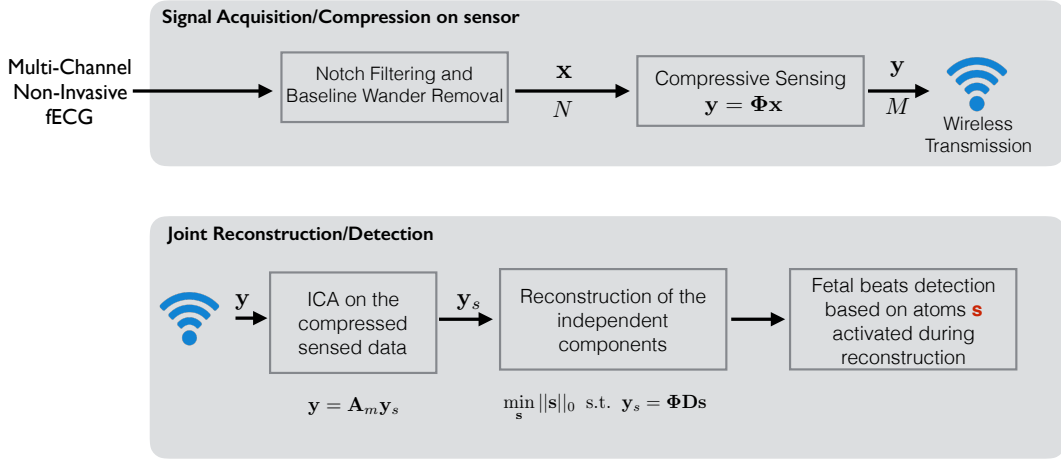 Signal Acquisition/Compression on sensor
Multi-Channel
Non-Invasive
fECG
Notch Filtering and
Baseline Wander Removal
x
N
Compressive Sensing
y = Φx
y
M
Wireless
Transmission
Joint Reconstruction/Detection
y
ICA on the
compressed
sensed data
y = A_m y_s
y_s
Reconstruction of the
independent
components
min_s ||s||_0 s.t. y_s = ΦDs
Fetal beats detection
based on atoms s
activated during
reconstruction